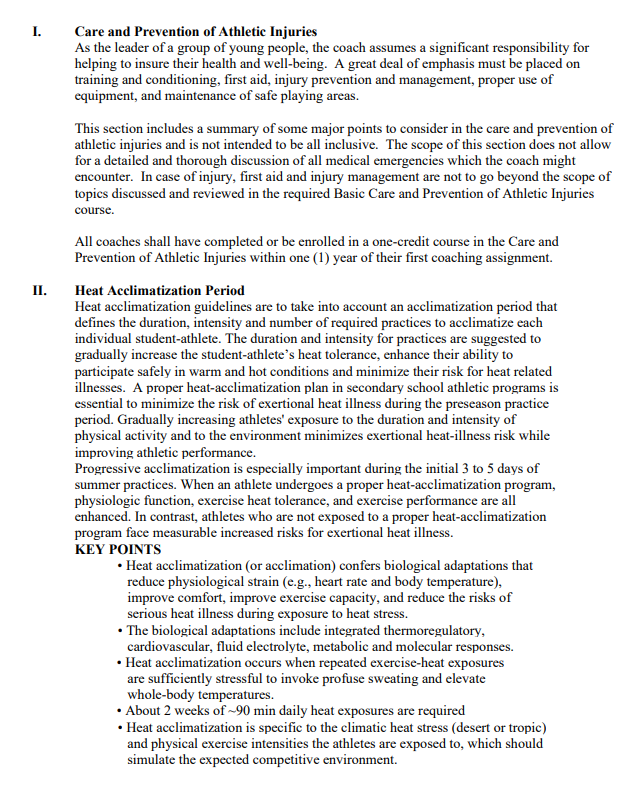 I. Care and Prevention of Athletic Injuries
As the leader of a group of young people, the coach assumes a significant responsibility for
helping to insure their health and well-being. A great deal of emphasis must be placed on
training and conditioning, first aid, injury prevention and management, proper use of
equipment, and maintenance of safe playing areas.
This section includes a summary of some major points to consider in the care and prevention of
athletic injuries and is not intended to be all inclusive. The scope of this section does not allow
for a detailed and thorough discussion of all medical emergencies which the coach might
encounter. In case of injury, first aid and injury management are not to go beyond the scope of
topics discussed and reviewed in the required Basic Care and Prevention of Athletic Injuries
course.
All coaches shall have completed or be enrolled in a one-credit course in the Care and
Prevention of Athletic Injuries within one (1) year of their first coaching assignment.
II. Heat Acclimatization Period
Heat acclimatization guidelines are to take into account an acclimatization period that
defines the duration, intensity and number of required practices to acclimatize each
individual student-athlete. The duration and intensity for practices are suggested to
gradually increase the student-athlete's heat tolerance, enhance their ability to
participate safely in warm and hot conditions and minimize their risk for heat related
illnesses. A proper heat-acclimatization plan in secondary school athletic programs is
essential to minimize the risk of exertional heat illness during the preseason practice
period. Gradually increasing athletes' exposure to the duration and intensity of
physical activity and to the environment minimizes exertional heat-illness risk while
improving athletic performance.
Progressive acclimatization is especially important during the initial 3 to 5 days of
summer practices. When an athlete undergoes a proper heat-acclimatization program,
physiologic function, exercise heat tolerance, and exercise performance are all
enhanced. In contrast, athletes who are not exposed to a proper heat-acclimatization
program face measurable increased risks for exertional heat illness.
KEY POINTS
• Heat acclimatization (or acclimation) confers biological adaptations that
reduce physiological strain (e.g., heart rate and body temperature),
improve comfort, improve exercise capacity, and reduce the risks of
serious heat illness during exposure to heat stress.
• The biological adaptations include integrated thermoregulatory,
cardiovascular, fluid electrolyte, metabolic and molecular responses.
• Heat acclimatization occurs when repeated exercise-heat exposures
are sufficiently stressful to invoke profuse sweating and elevate
whole-body temperatures.
• About 2 weeks of ~90 min daily heat exposures are required
• Heat acclimatization is specific to the climatic heat stress (desert or tropic)
and physical exercise intensities the athletes are exposed to, which should
simulate the expected competitive environment.